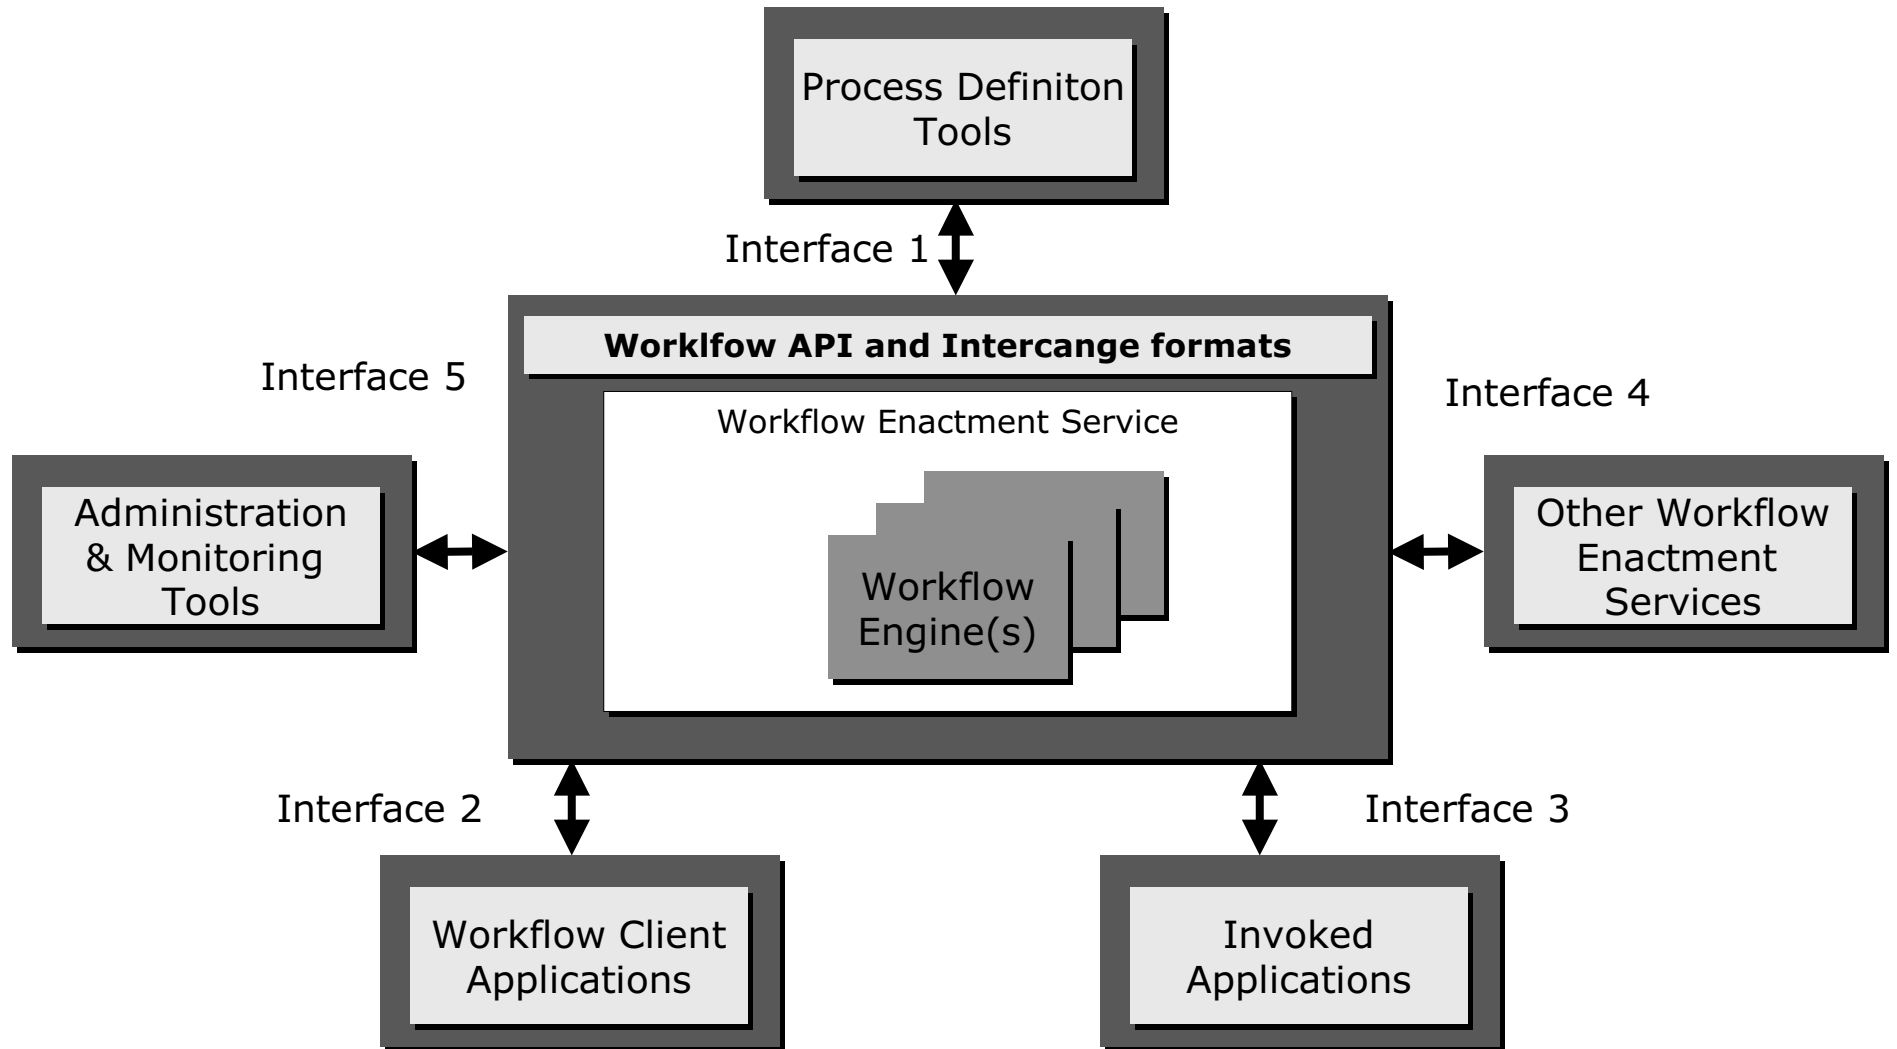 Process Definiton
Tools
Interface 1
Worklfow API and Intercange formats
Interface 5
Interface 4
Workflow Enactment Service
Administration
& Monitoring
Tools
Workflow
Engine(s)
Other Workflow
Enactment
Services
Interface 2
Interface 3
Workflow Client
Applications
Invoked
Applications